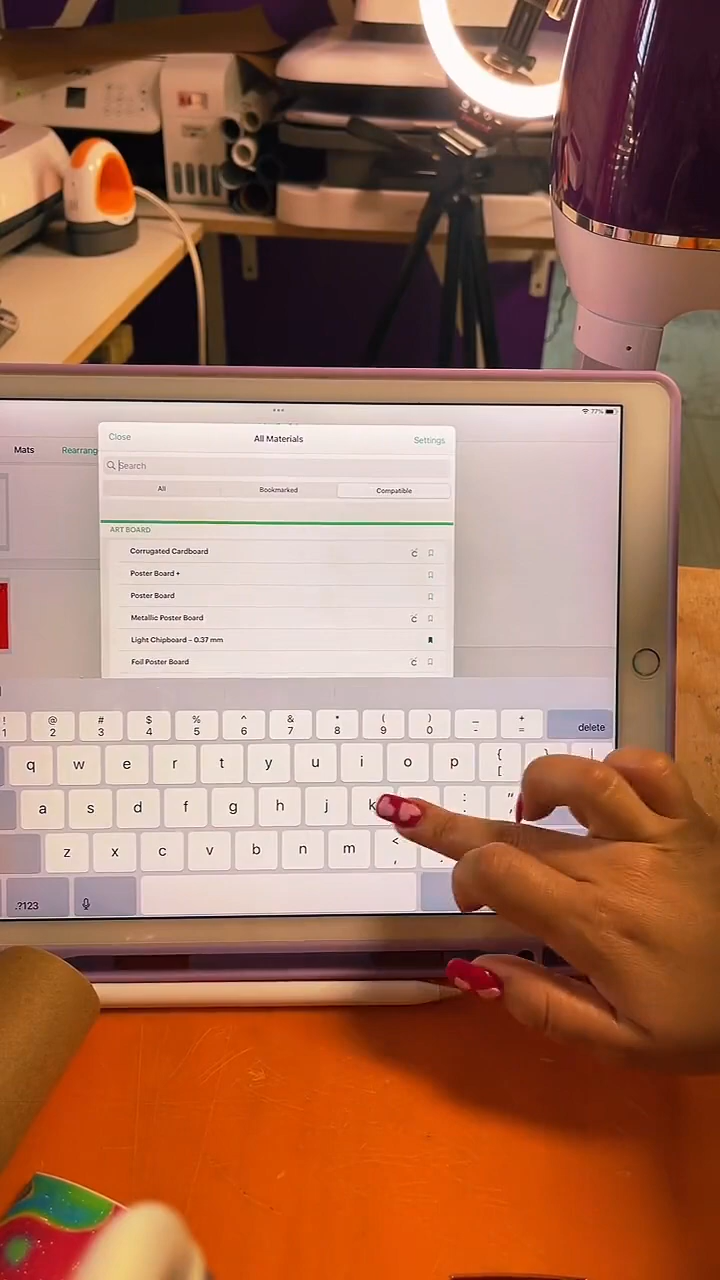 77%
Close
All Materials
Settings
Mats
Rearrang
Search
All
Bookmarked
Compatible
ART BOARD
Corrugated Cardboard
Poster Board +
Poster Board
Metallic Poster Board
Light Chipboard – 0.37 mm
Foil Poster Board
! @ # $ % ^ & * ( ) _ +
1 2 3 4 5 6 7 8 9 0 - = delete
q w e r t y u i o p { [
a s d f g h j k : "
z x c v b n m < ,
.?123